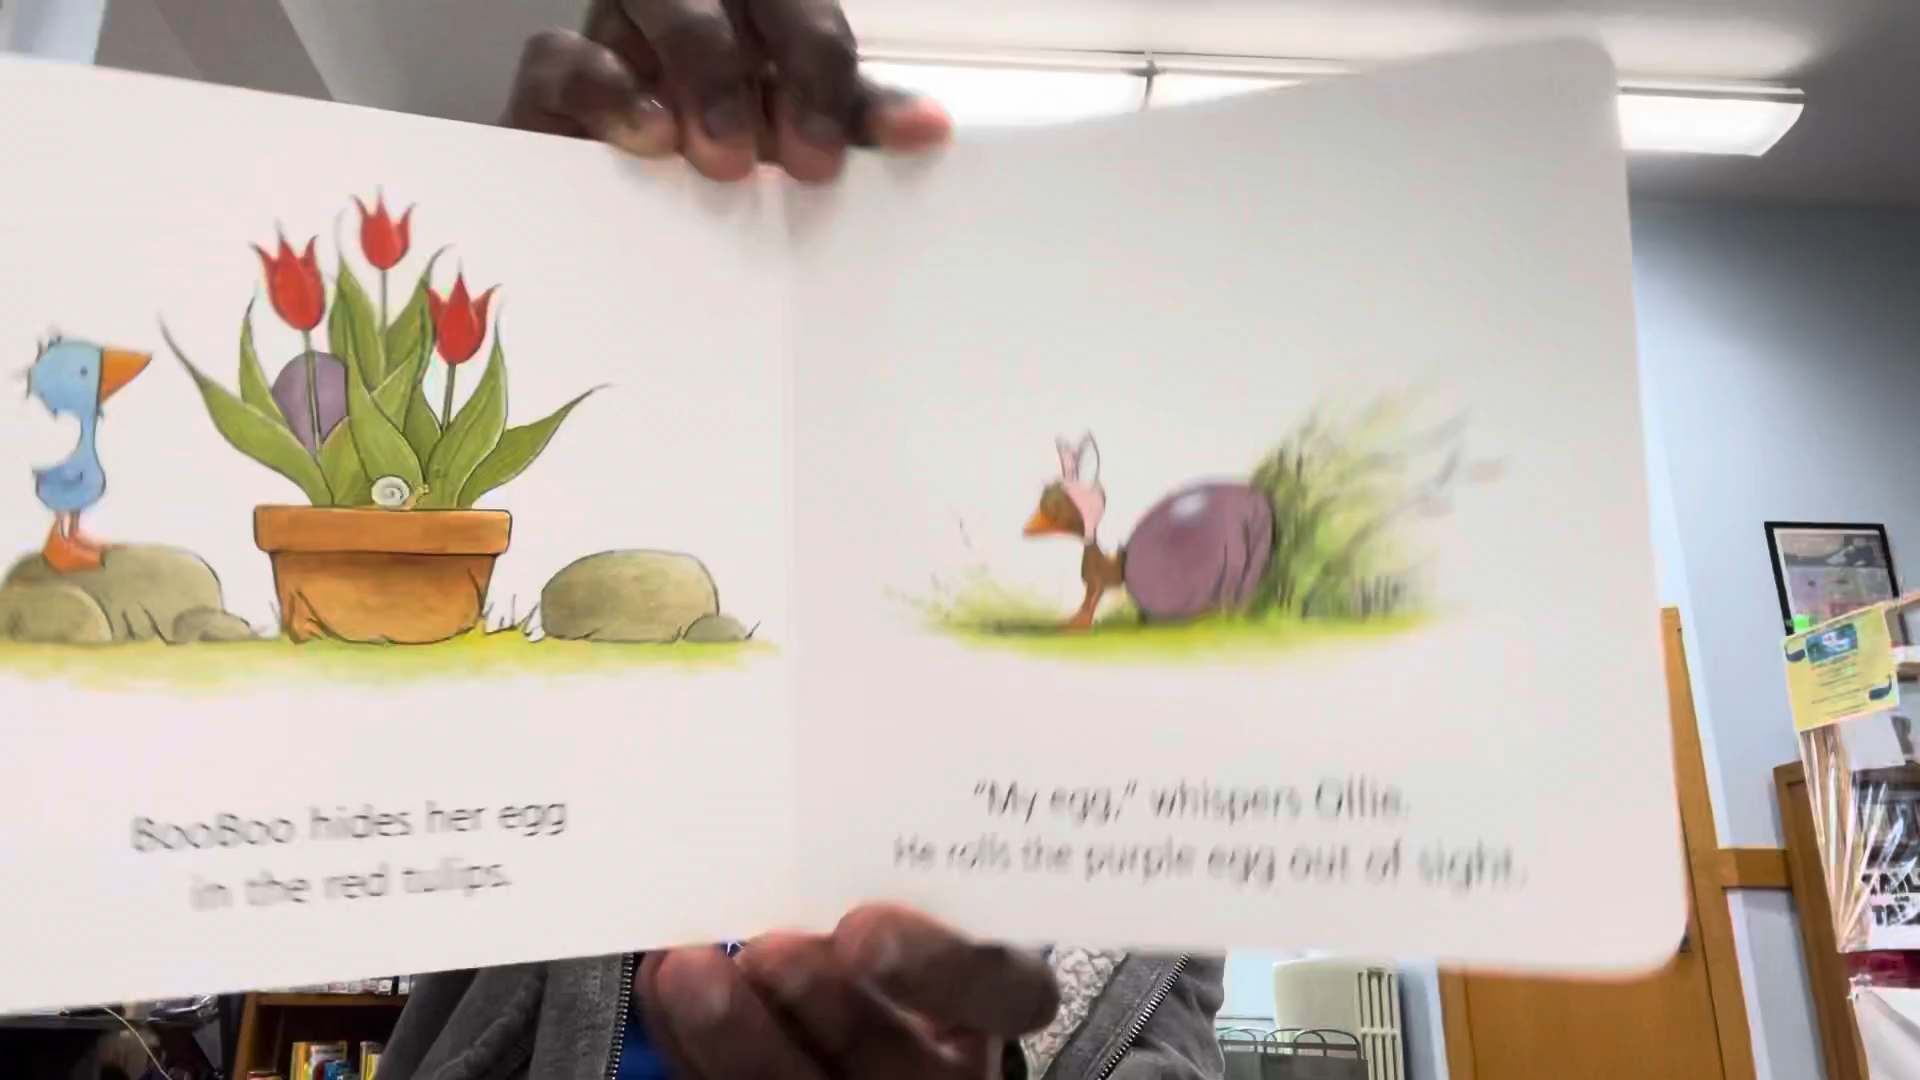 BooBoo hides her egg
in the red tulips.
"My egg," whispers Ollie.
He rolls the purple egg out of sight.